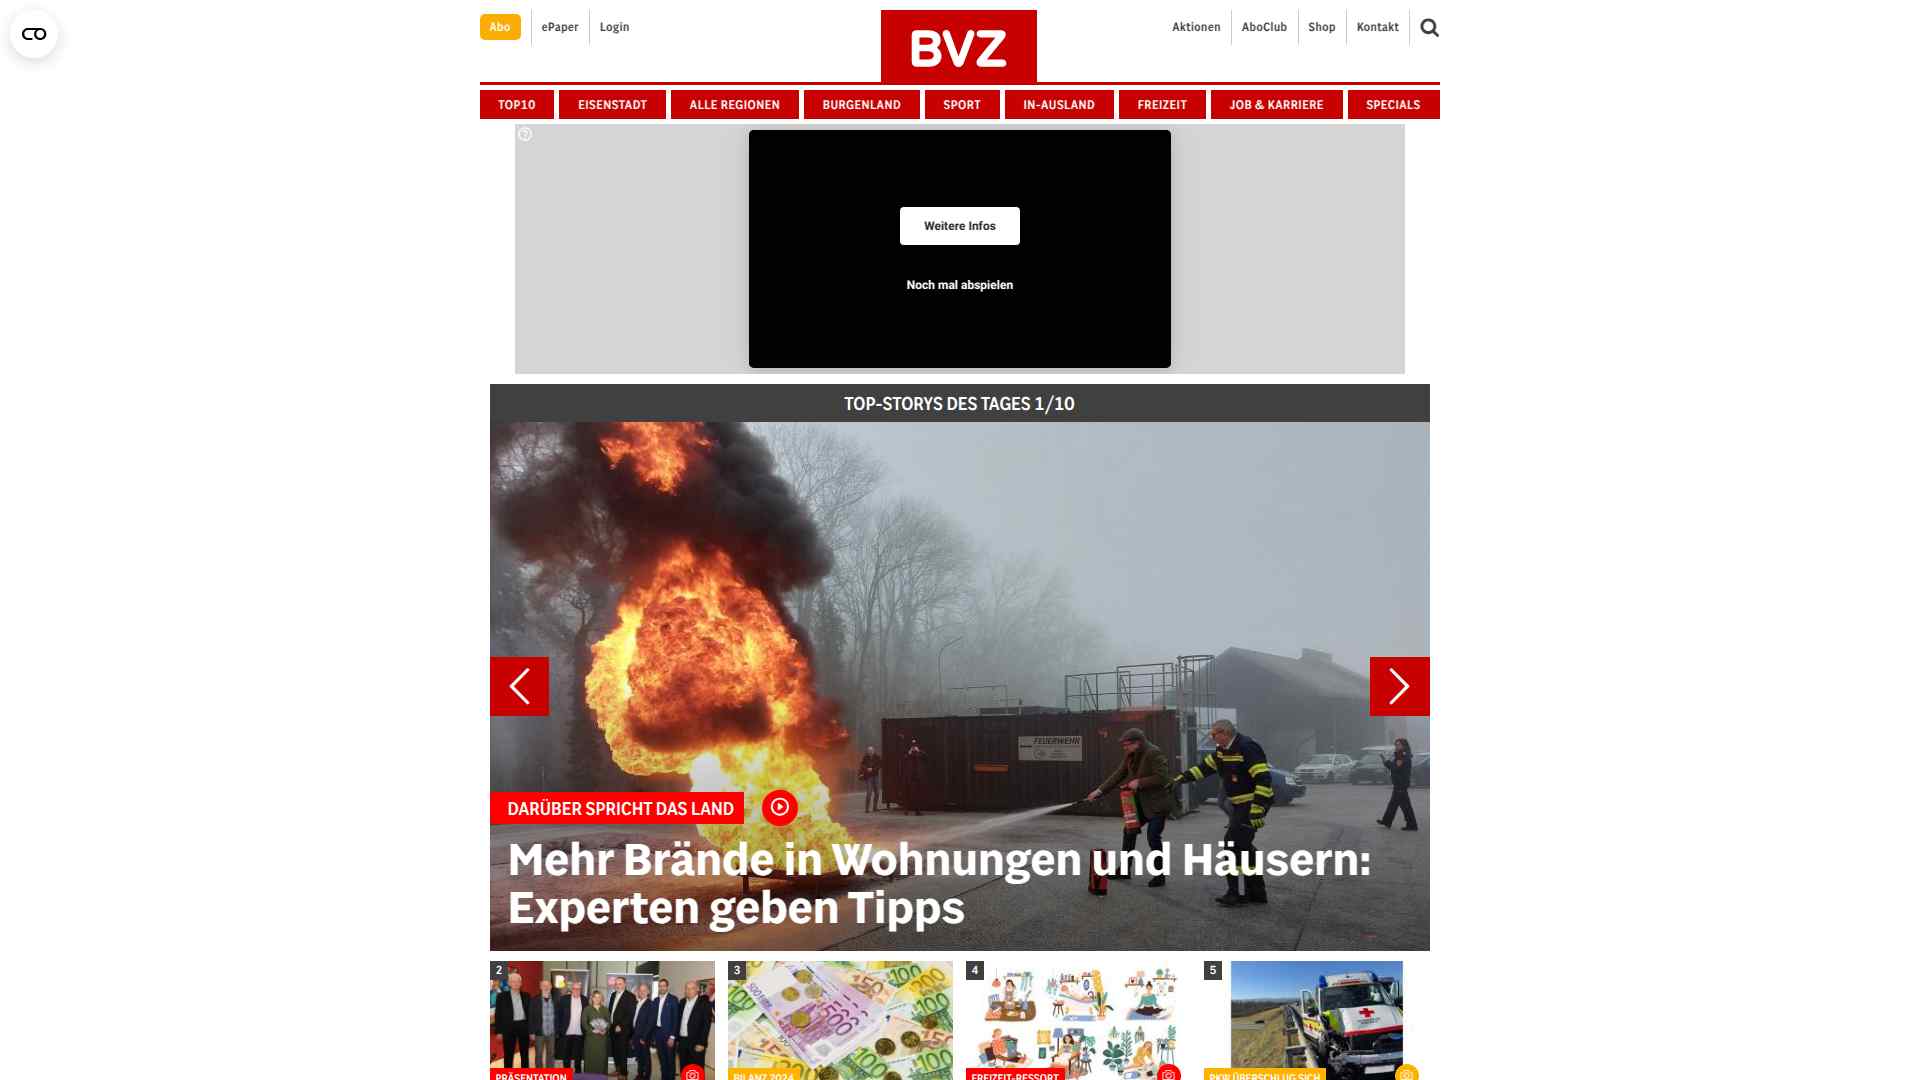 Abo
ePaper
Login
BVZ
Aktionen
AboClub
Shop
Kontakt
TOP10
EISENSTADT
ALLE REGIONEN
BURGENLAND
SPORT
IN-AUSLAND
FREIZEIT
JOB & KARRIERE
SPECIALS
Weitere Infos
Noch mal abspielen
TOP-STORYS DES TAGES 1/10
FEUERWEHR
DARÜBER SPRICHT DAS LAND
Mehr Brände in Wohnungen und Häusern:
Experten geben Tipps
2
3
4
5
PRÄSENTATION
BILANZ 2024
FREIZEIT-RESSORT
PKW ÜBERSCHLUG SICH